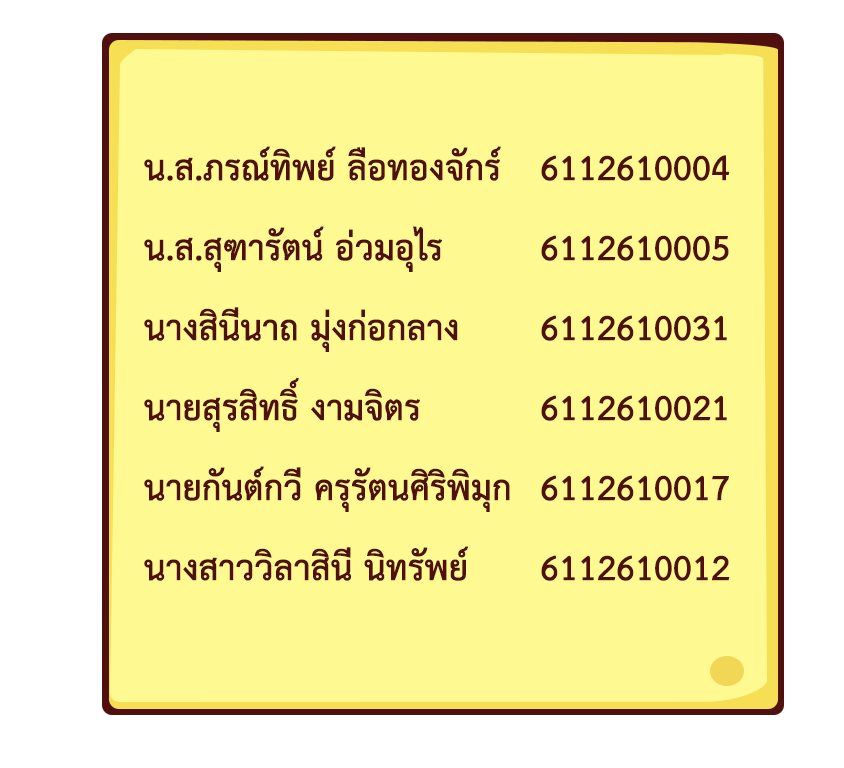 น.ส.ภรณ์ทิพย์ ลือทองจักร์ 6112610004
น.ส.สุฑารัตน์ อ่วมอุไร 6112610005
นางสินีนาถ มุ่งก่อกลาง 6112610031
นายสุรสิทธิ์ งามจิตร 6112610021
นายกันต์กวี ครุรัตนศิริพิมุก 6112610017
นางสาววิลาสินี นิทรัพย์ 6112610012